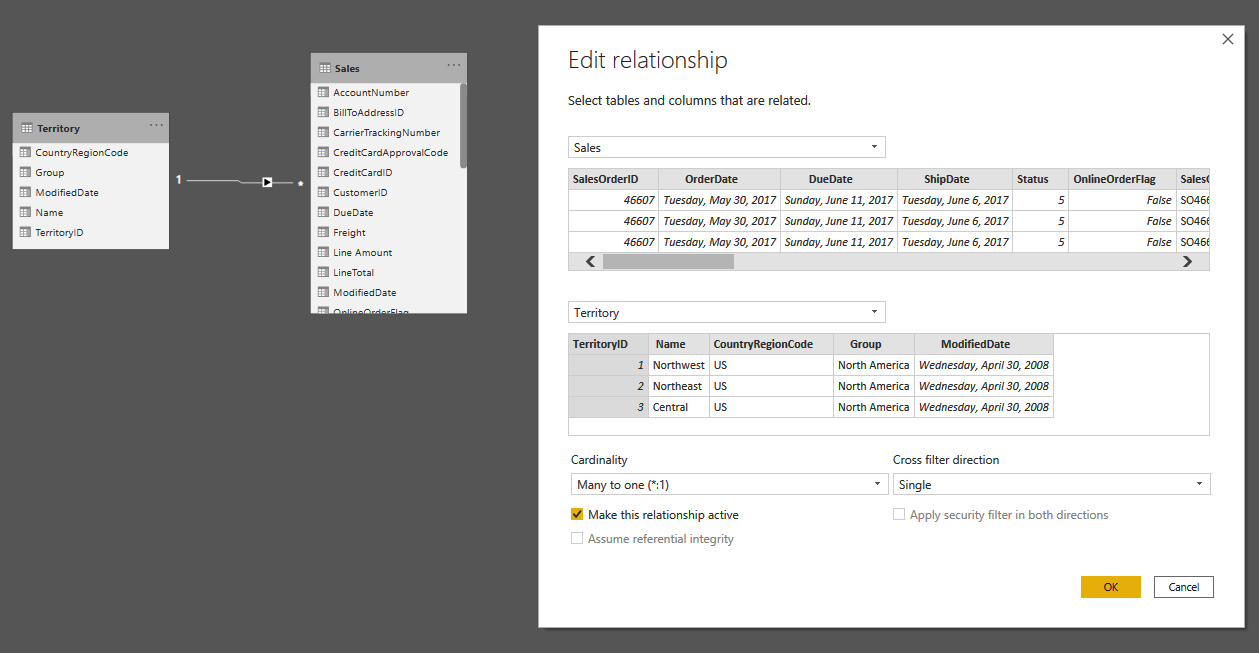 Territory
CountryRegionCode
Group
ModifiedDate
Name
TerritoryID
1
*
Sales
AccountNumber
BillToAddressID
CarrierTrackingNumber
CreditCardApprovalCode
CreditCardID
CustomerID
DueDate
Freight
Line Amount
LineTotal
ModifiedDate
OnlineOrderFlag
Edit relationship
Select tables and columns that are related.
Sales
SalesOrderID OrderDate DueDate ShipDate Status OnlineOrderFlag
46607 Tuesday, May 30, 2017 Sunday, June 11, 2017 Tuesday, June 6, 2017 5 False SO46
46607 Tuesday, May 30, 2017 Sunday, June 11, 2017 Tuesday, June 6, 2017 5 False SO46
46607 Tuesday, May 30, 2017 Sunday, June 11, 2017 Tuesday, June 6, 2017 5 False SO46
Territory
TerritoryID Name CountryRegionCode Group ModifiedDate
1 Northwest US North America Wednesday, April 30, 2008
2 Northeast US North America Wednesday, April 30, 2008
3 Central US North America Wednesday, April 30, 2008
Cardinality Cross filter direction
Many to one (*:1) Single
Make this relationship active Apply security filter in both directions
Assume referential integrity
OK Cancel